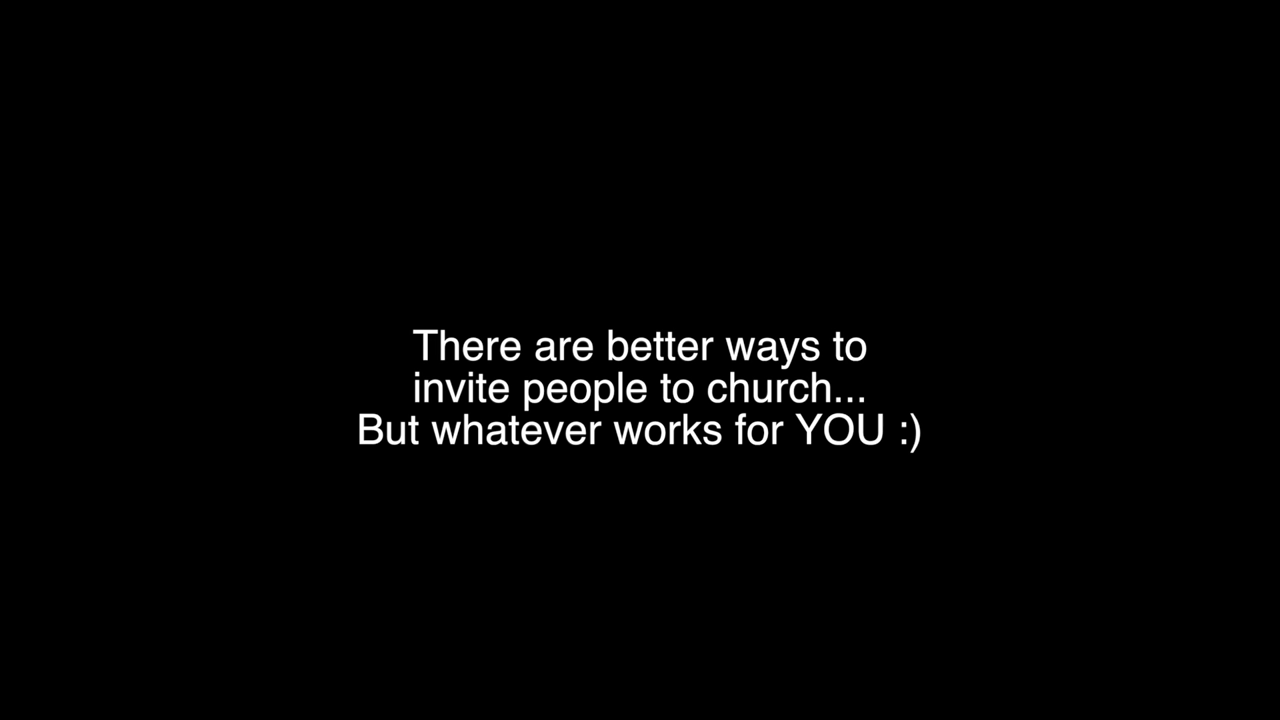 There are better ways to
invite people to church...
But whatever works for YOU :)